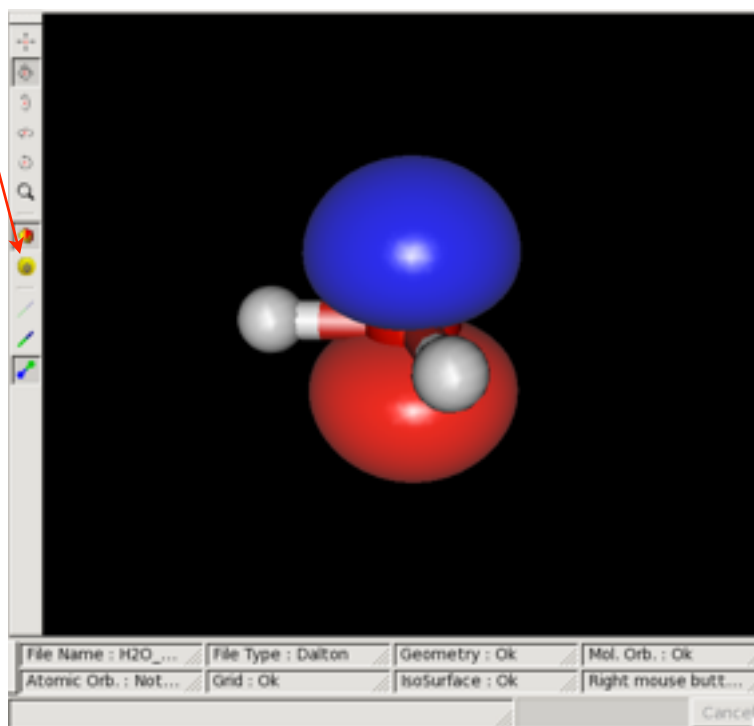 File Name : H2O_... File Type : Dalton Geometry : Ok Mol. Orb. : Ok
Atomic Orb. : Not... Grid : Ok IsoSurface : Ok Right mouse butt...
Cancel